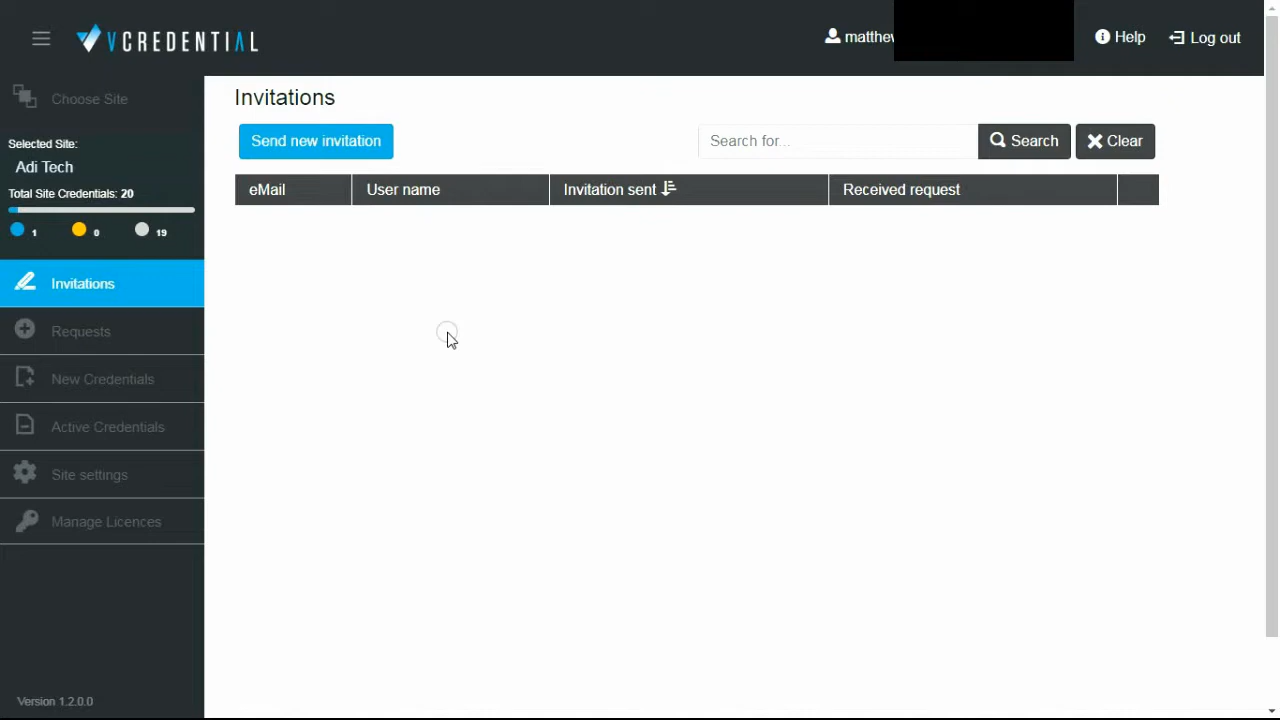 VCREDENTIAL
matthew
Help
Log out
Choose Site
Selected Site:
Adi Tech
Total Site Credentials: 20
1 0 19
Invitations
Requests
New Credentials
Active Credentials
Site settings
Manage Licences
Version 1.2.0.0
Invitations
Send new invitation
Search for...
Search
Clear
eMail
User name
Invitation sent
Received request